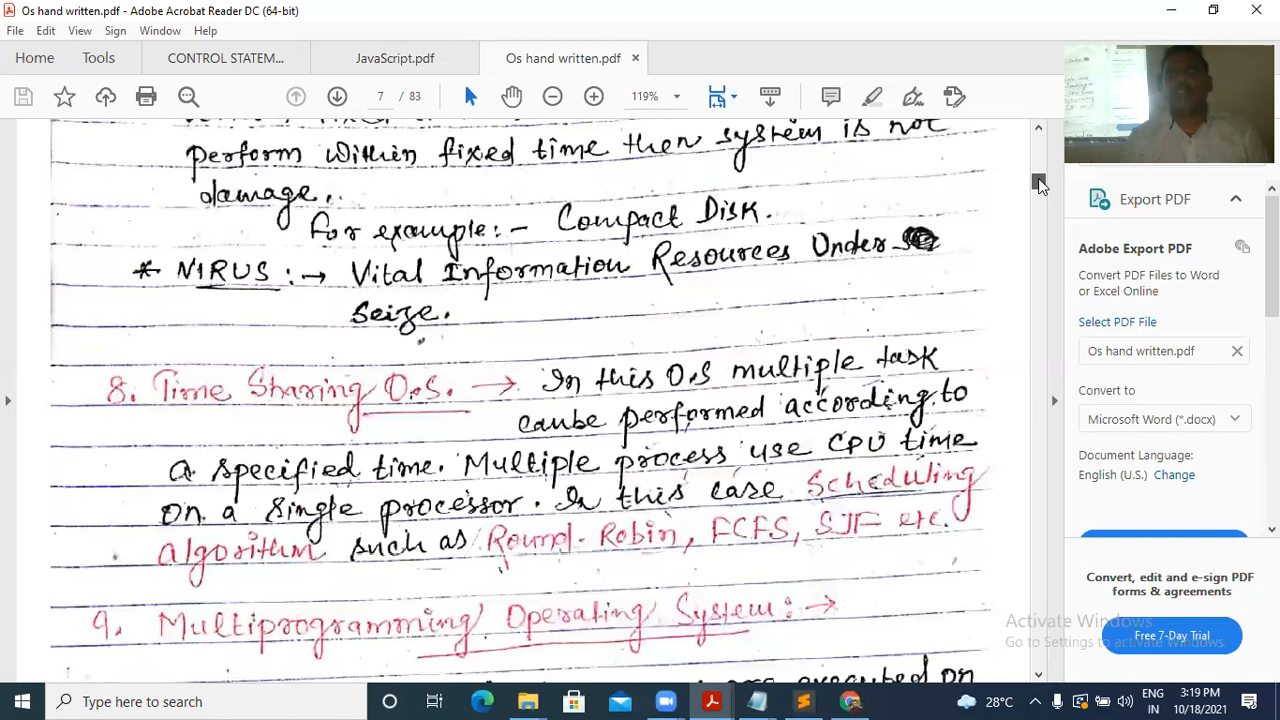 Os hand written.pdf - Adobe Acrobat Reader DC (64-bit)
File Edit View Sign Window Help
Home Tools CONTROL STATEM... JavaScript.pdf Os hand written.pdf ×
/ 83 119%
perform within fixed time then system is not
damage..
For example:- Compact Disk.
* NIRUS :→ Vital Information Resources Under
Seize.
8. Time Sharing O.S. → In this O.S multiple task
canbe performed according to
a specified time. Multiple process use CPU time
on a single processor. In this case Scheduling
algorithm such as Round-Robin, FCFS, SJF etc.
9. Multiprogramming Operating System:→
executed on
Export PDF
Adobe Export PDF
Convert PDF Files to Word
or Excel Online
Select PDF File
Os hand written.pdf ×
Convert to
Microsoft Word (*.docx)
Document Language:
English (U.S.) Change
Convert, edit and e-sign PDF
forms & agreements
Free 7-Day Trial
Activate Windows
Go to Settings to activate Windows.
Type here to search
28°C
ENG
IN
3:19 PM
10/18/2021